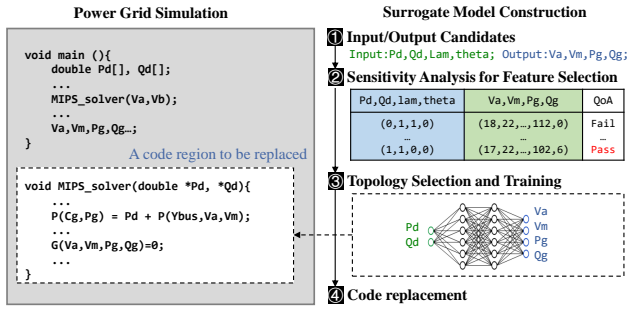 Power Grid Simulation
void main (){
double Pd[], Qd[];
...
MIPS_solver(Va,Vb);
...
Va,Vm,Pg,Qg…;
}
A code region to be replaced
void MIPS_solver(double *Pd, *Qd){
...
P(Cg,Pg) = Pd + P(Ybus,Va,Vm);
...
G(Va,Vm,Pg,Qg)=0;
...
}
Surrogate Model Construction
① Input/Output Candidates
Input:Pd,Qd,Lam,theta; Output:Va,Vm,Pg,Qg;
② Sensitivity Analysis for Feature Selection
Pd,Qd,lam,theta Va,Vm,Pg,Qg QoA
(0,1,1,0) (18,22,…,112,0) Fail
… … …
(1,1,0,0) (17,22,…,102,6) Pass
③ Topology Selection and Training
Pd
Qd
Va
Vm
Pg
Qg
④ Code replacement